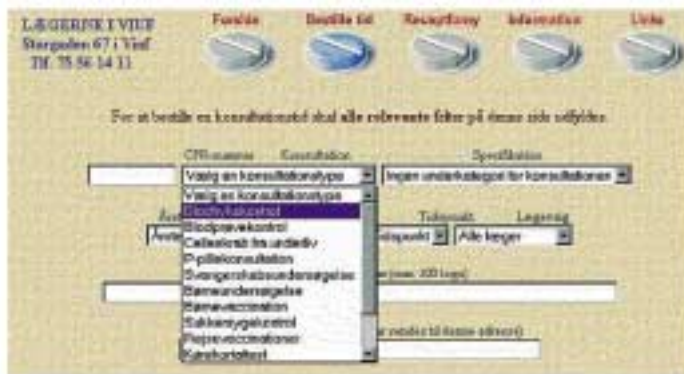 LÆGERNE I VIUF
Storgaden 67 i Viuf
Tlf. 75 56 14 11
Forside
Bestille tid
Receptfornyelse
Information
Links
For at bestille en konsultationstid skal alle relevante felter på denne side udfyldes.
CPR-nummer Konsultation Specifikation
Vælg en konsultationstype Ingen underkategori for konsultationen
Vælg en konsultationstype
Blodtrykskontrol
Blodprøvekontrol
Celleskrab fra underliv
P-pillekonsultation
Svangerskabsundersøgelse
Børneundersøgelse
Børnevaccination
Sukkersygekontrol
Rejsevaccinationer
Kørekortattest
Tidspunkt
Alle læger